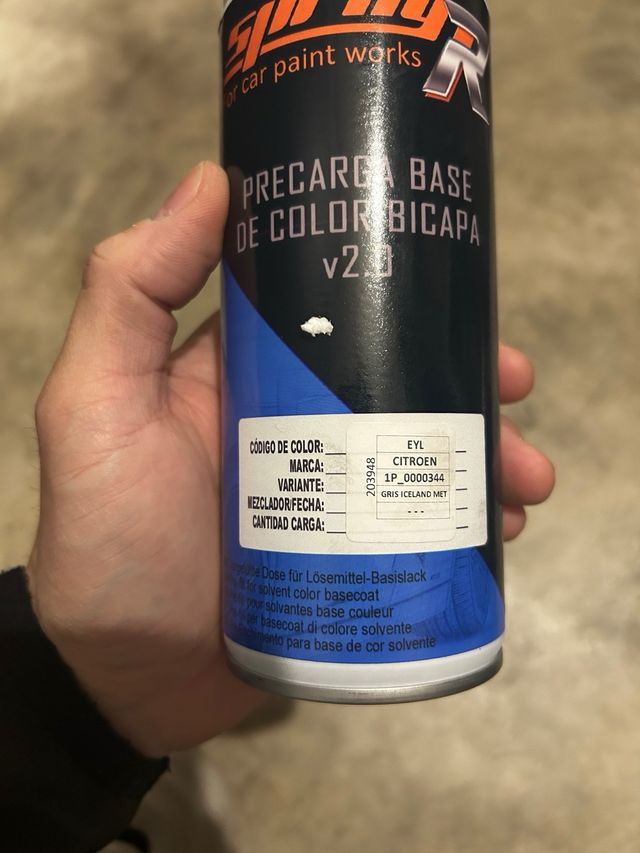 R
for car paint works
PRECARGA BASE
DE COLOR BICAPA
v2.0
CÓDIGO DE COLOR:
MARCA:
VARIANTE:
MEZCLADOR/FECHA:
CANTIDAD CARGA:
203948
EYL
CITROEN
1P_0000344
GRIS ICELAND MET
- - -
Dose für Lösemittel-Basislack
for solvent color basecoat
pour solvantes base couleur
per basecoat di colore solvente
para base de cor solvente